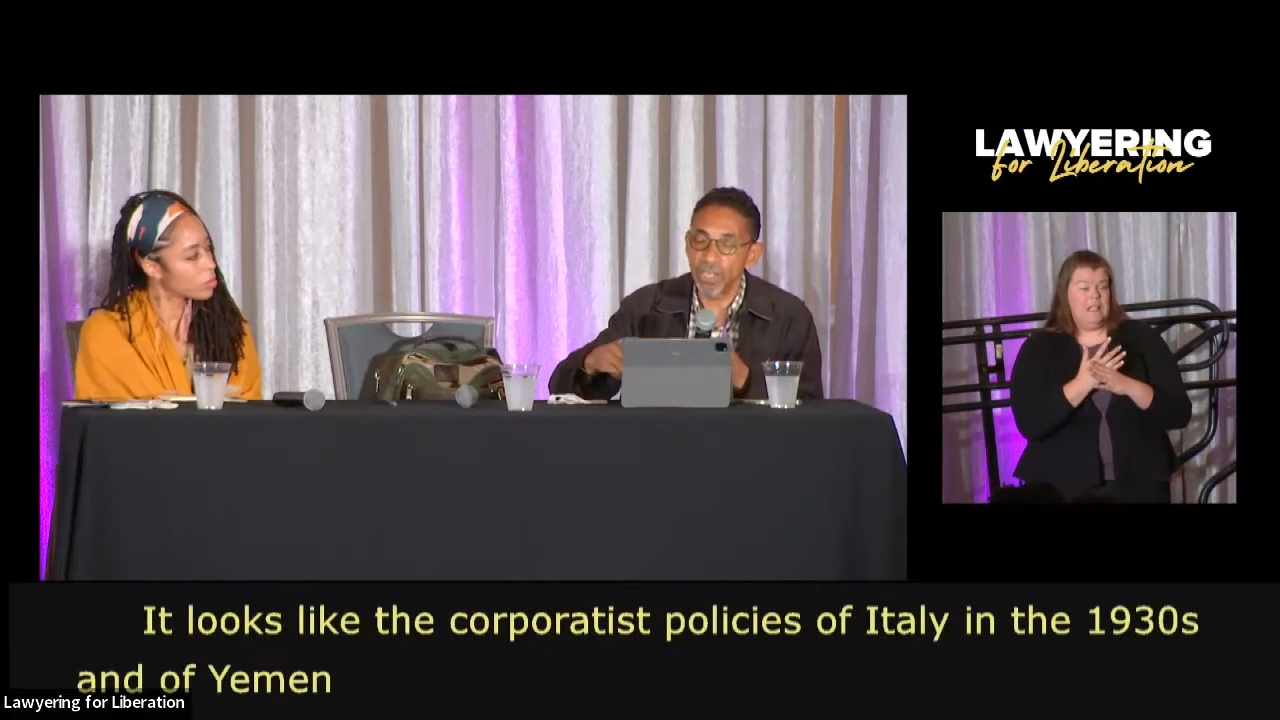 LAWYERING
for Liberation
It looks like the corporatist policies of Italy in the 1930s
and of Yemen
Lawyering for Liberation